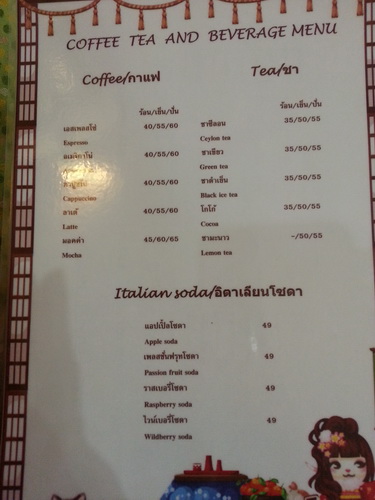 COFFEE TEA AND BEVERAGE MENU
Coffee/กาแฟ
ร้อน/เย็น/ปั่น
เอสเพลสโซ่ 40/55/60
Espresso
อเมริกาโน่ 40/55/60
40/55/60
Cappuccino
ลาเต้ 40/55/60
Latte
มอคค่า 45/60/65
Mocha
Tea/ชา
ร้อน/เย็น/ปั่น
ชาซีลอน 35/50/55
Ceylon tea
ชาเขียว 35/50/55
Green tea
ชาดำเย็น 35/50/55
Black ice tea
โกโก้ 35/50/55
Cocoa
ชามะนาว -/50/55
Lemon tea
Italian soda/อิตาเลียนโซดา
แอปเปิ้ลโซดา 49
Apple soda
เพลสชั่นฟรุทโซดา 49
Passion fruit soda
ราสเบอรี่โซดา 49
Raspberry soda
ไวน์เบอรี่โซดา 49
Wildberry soda